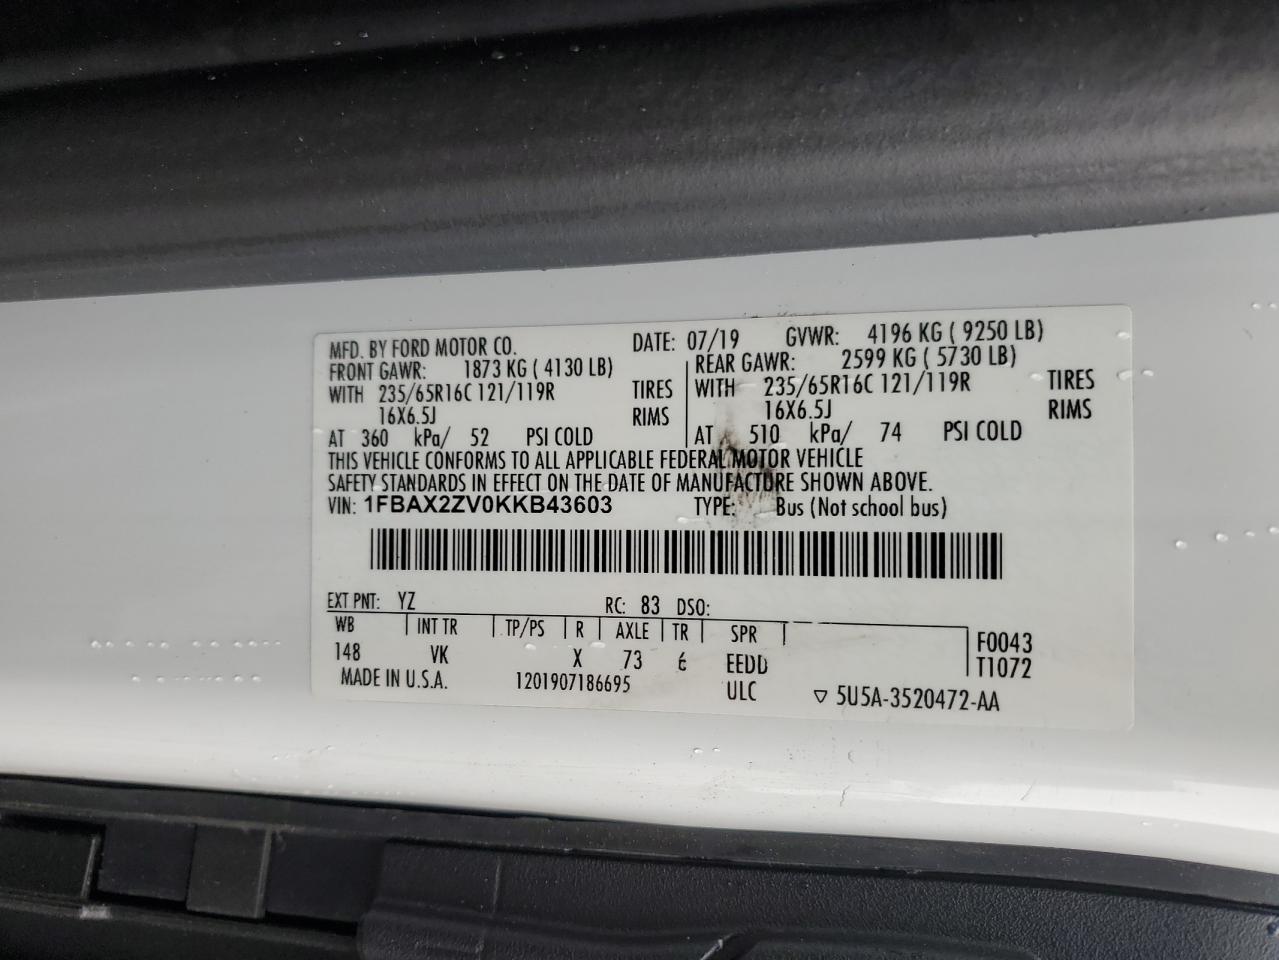 MFD. BY FORD MOTOR CO. DATE: 07/19 GVWR: 4196 KG ( 9250 LB)
FRONT GAWR: 1873 KG ( 4130 LB) REAR GAWR: 2599 KG ( 5730 LB)
WITH 235/65R16C 121/119R TIRES WITH 235/65R16C 121/119R TIRES
16X6.5J RIMS 16X6.5J RIMS
AT 360 kPa/ 52 PSI COLD AT 510 kPa/ 74 PSI COLD
THIS VEHICLE CONFORMS TO ALL APPLICABLE FEDERAL MOTOR VEHICLE
SAFETY STANDARDS IN EFFECT ON THE DATE OF MANUFACTURE SHOWN ABOVE.
VIN: 1FBAX2ZV0KKB43603 TYPE: Bus (Not school bus)
EXT PNT: YZ RC: 83 DSO:
WB INT TR TP/PS R AXLE TR SPR F0043
148 VK X 73 6 EEDD T1072
MADE IN U.S.A. 1201907186695 ULC ▽ 5U5A-3520472-AA